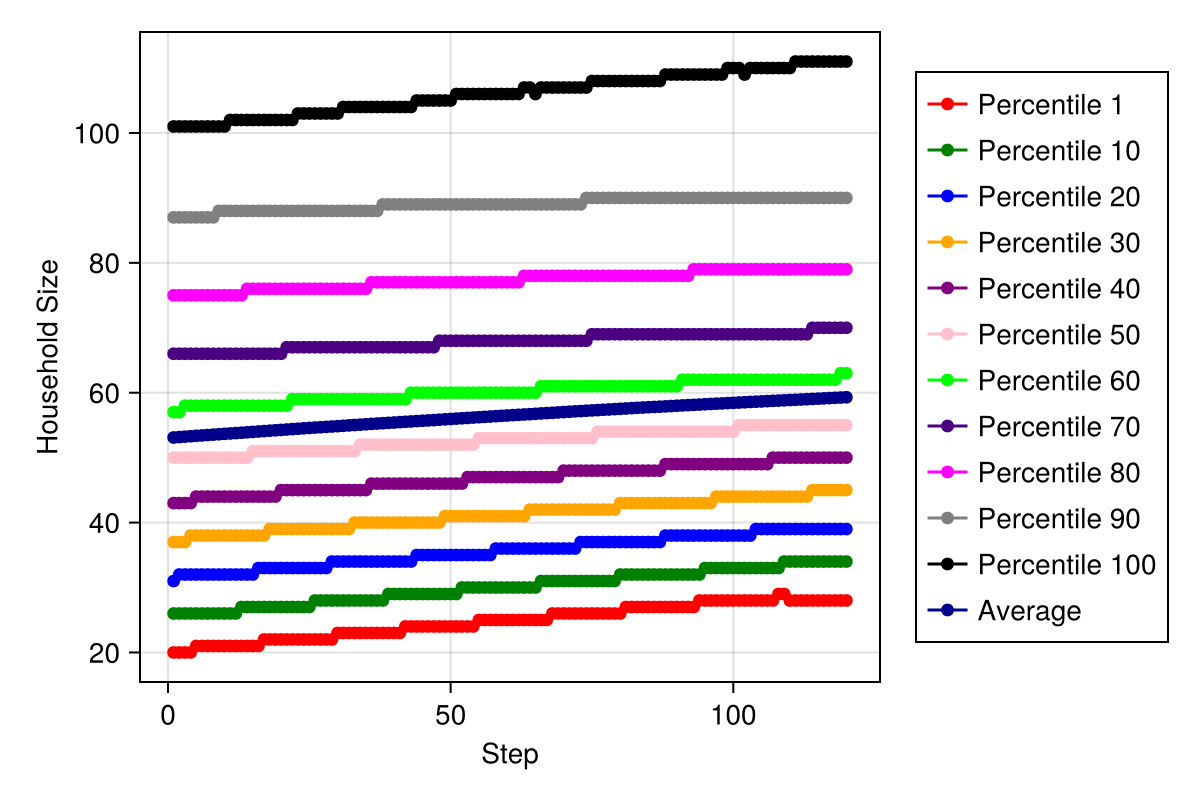 100
80
60
40
20
0
50
100
Household Size
Step
Percentile 1
Percentile 10
Percentile 20
Percentile 30
Percentile 40
Percentile 50
Percentile 60
Percentile 70
Percentile 80
Percentile 90
Percentile 100
Average